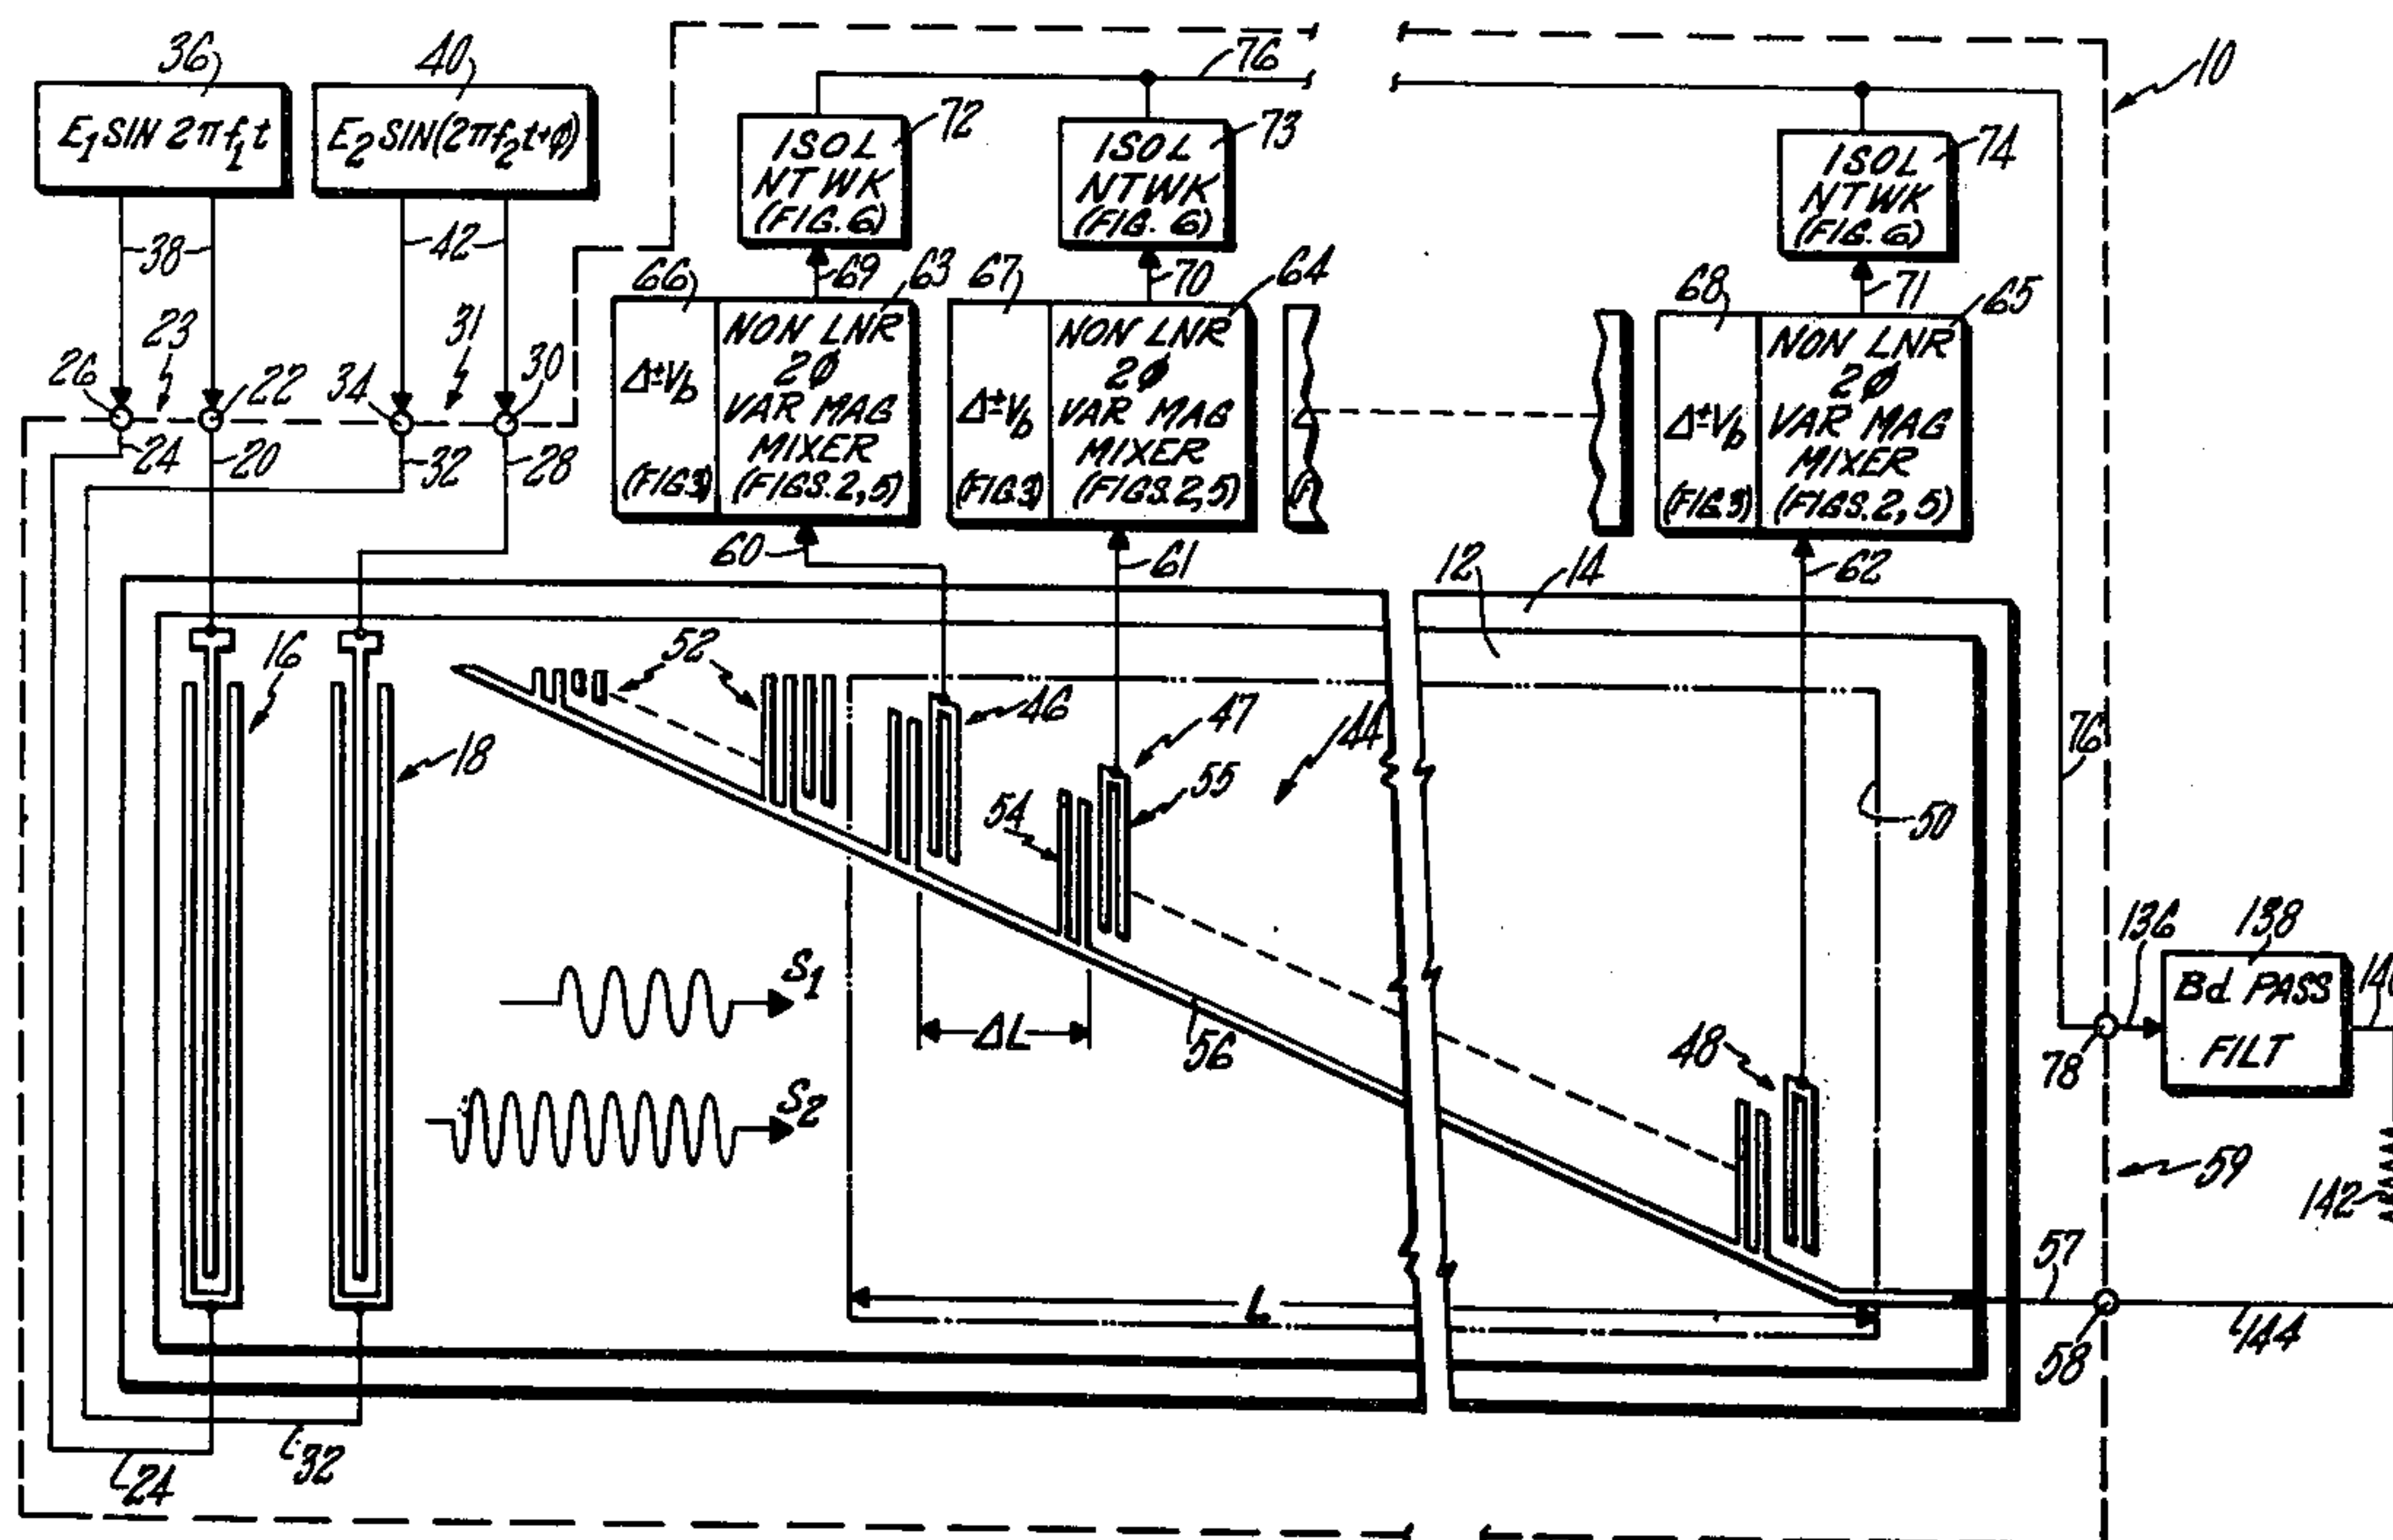 36
E₁ SIN 2πf₁t
40
E₂ SIN(2πf₂t+φ)
76
10
ISOL
NTWK
(FIG. 6)
72
ISOL
NTWK
(FIG. 6)
73
ISOL
NTWK
(FIG. 6)
74
38
42
23
31
26
22
34
30
24
20
32
28
66
69
63
67
70
64
68
71
65
Δ±Vb
(FIG 3)
NON LNR
2φ
VAR MAG
MIXER
(FIGS. 2, 5)
Δ±Vb
(FIG. 3)
NON LNR
2φ
VAR MAG
MIXER
(FIGS. 2, 5)
Δ±Vb
(FIG. 3)
NON LNR
2φ
VAR MAG
MIXER
(FIGS. 2, 5)
60
61
12
14
62
16
52
46
47
44
18
54
55
50
76
S₁
S₂
ΔL
56
48
136
138
Bd. PASS
FILT
78
59
142
L
57
58
144
24
32